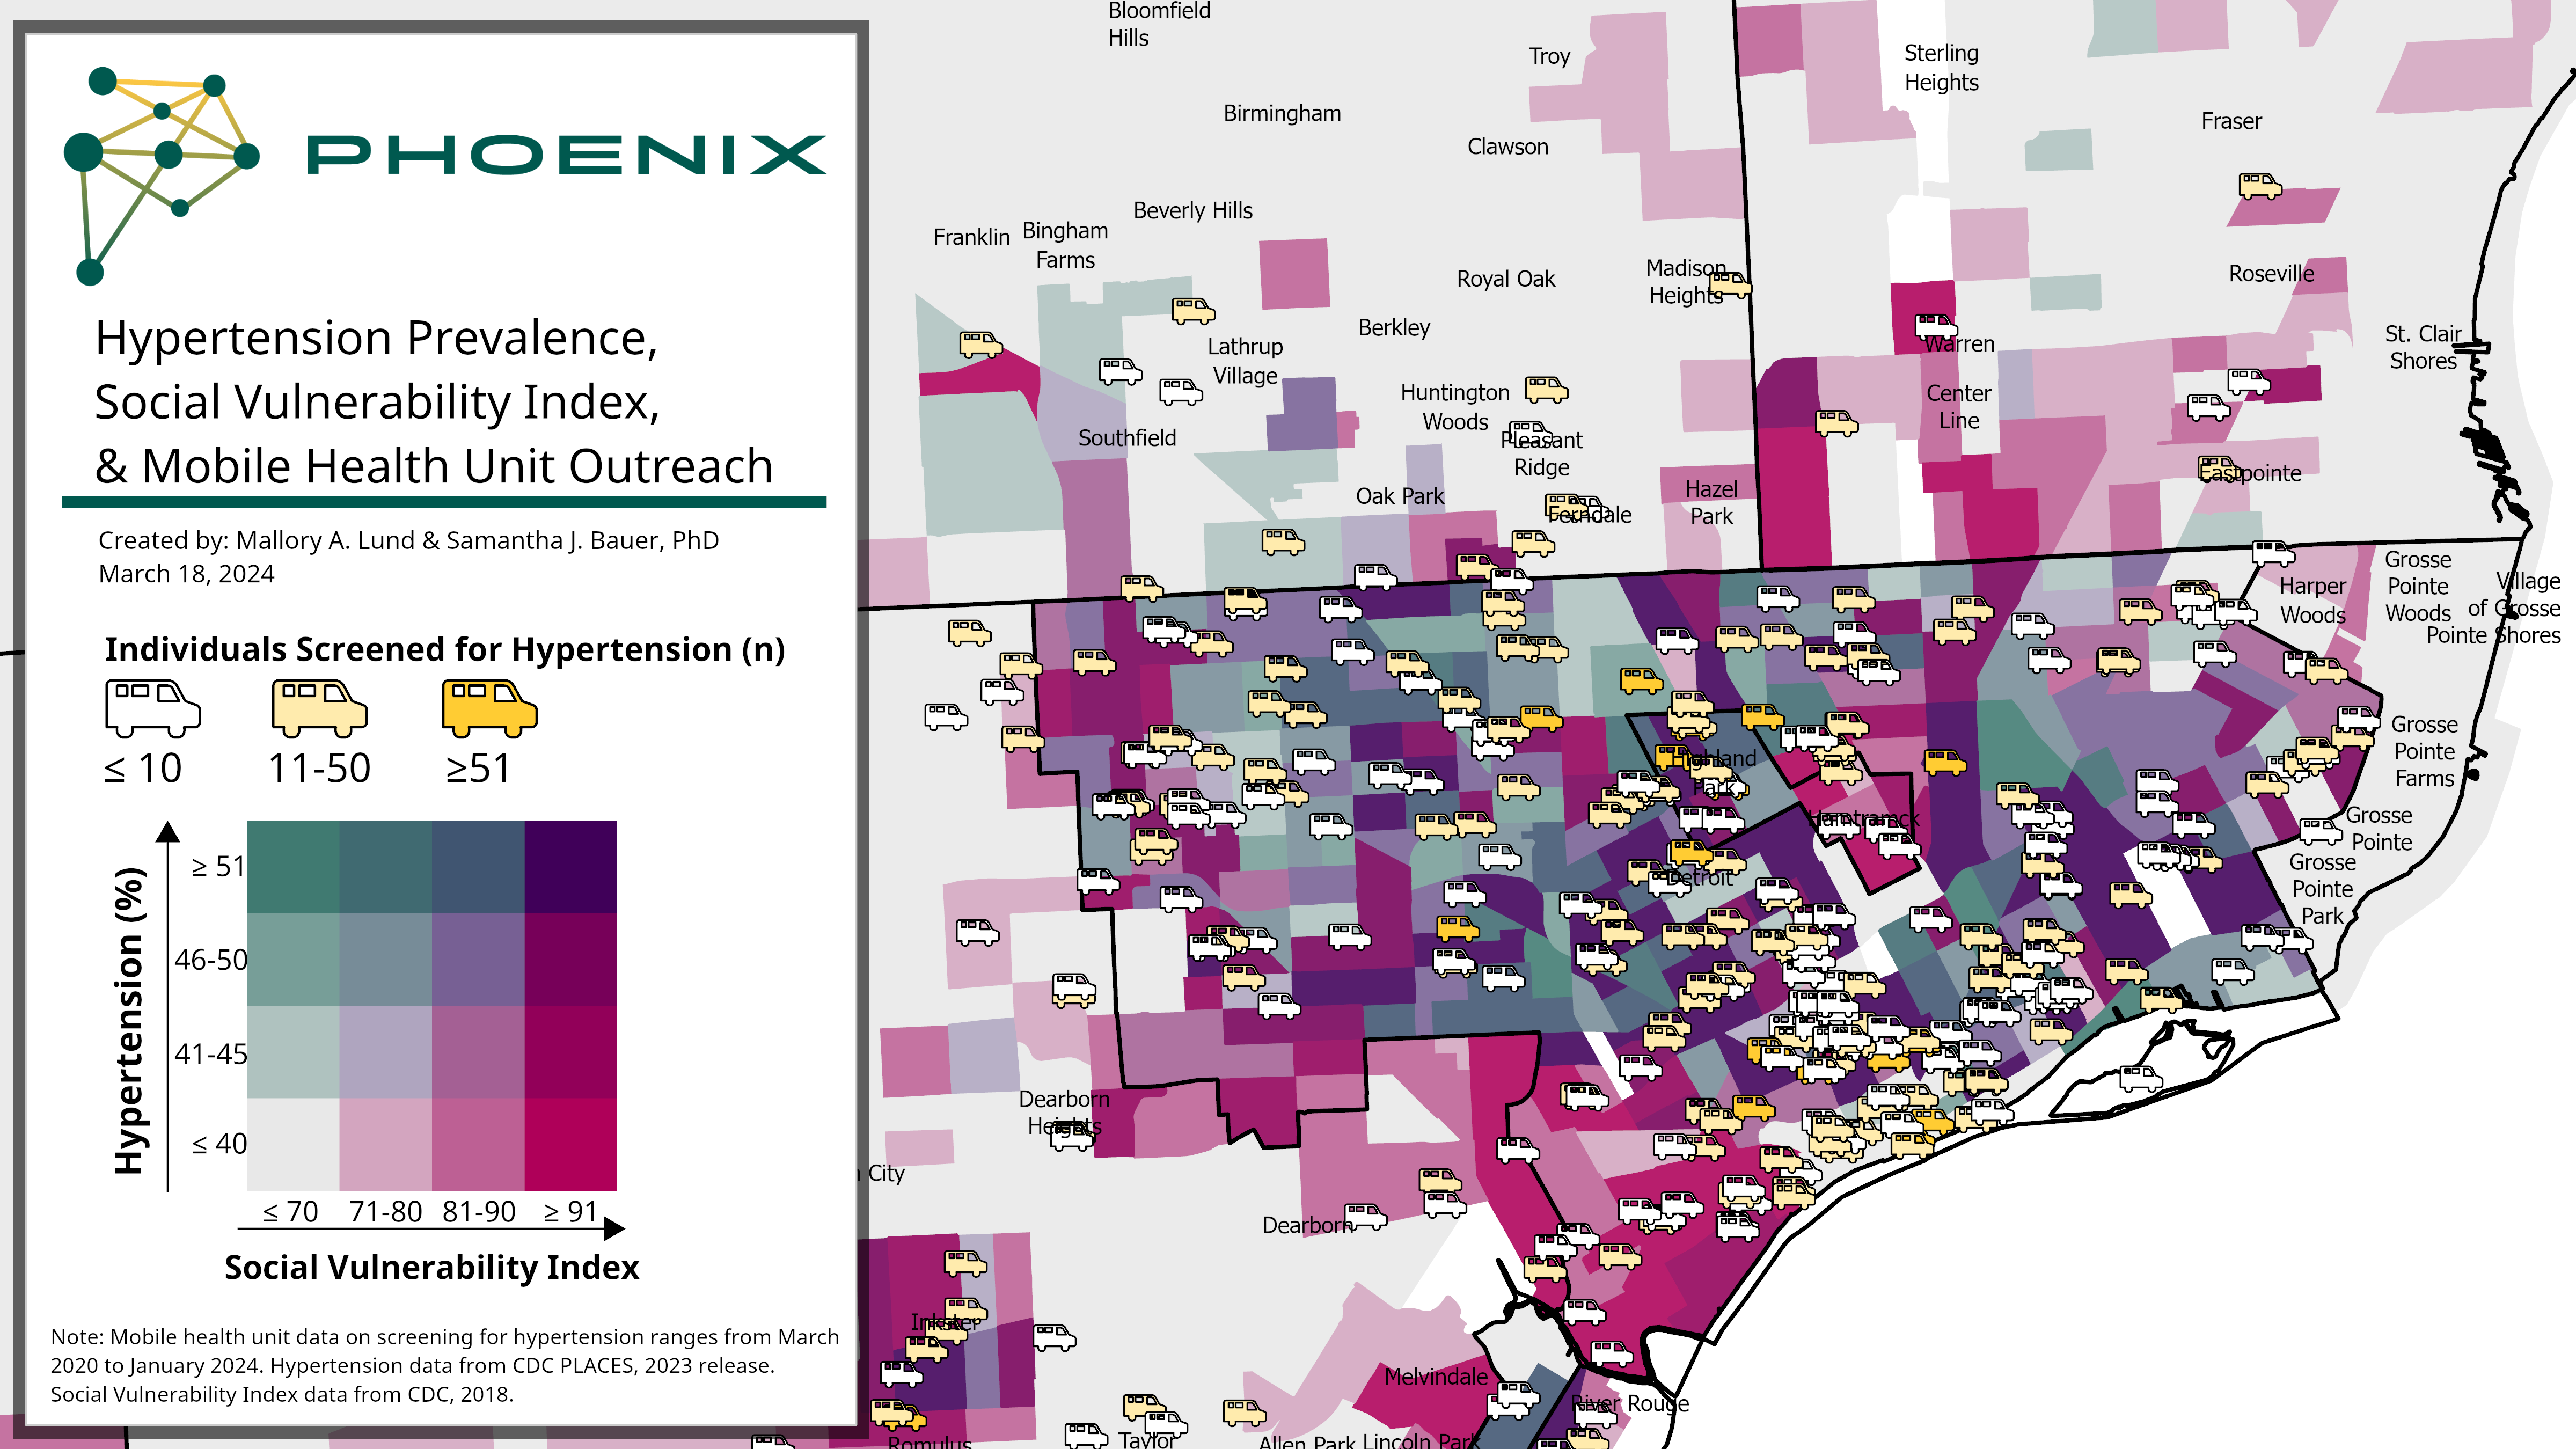 PHOENIX
Hypertension Prevalence,
Social Vulnerability Index,
& Mobile Health Unit Outreach
Created by: Mallory A. Lund & Samantha J. Bauer, PhD
March 18, 2024
Individuals Screened for Hypertension (n)
≤ 10 11-50 ≥51
Hypertension (%)
≥ 51
46-50
41-45
≤ 40
≤ 70 71-80 81-90 ≥ 91
Social Vulnerability Index
Note: Mobile health unit data on screening for hypertension ranges from March
2020 to January 2024. Hypertension data from CDC PLACES, 2023 release.
Social Vulnerability Index data from CDC, 2018.
Bloomfield
Hills
Troy
Sterling
Heights
Birmingham
Clawson
Fraser
Beverly Hills
Franklin
Bingham
Farms
Royal Oak
Madison
Heights
Roseville
Berkley
Lathrup
Village
Warren
St. Clair
Shores
Huntington
Woods
Center
Line
Southfield
Pleasant
Ridge
Eastpointe
Oak Park
Hazel
Park
Ferndale
Harper
Woods
Grosse
Pointe
Woods
Village
of Grosse
Pointe Shores
Grosse
Pointe
Farms
Highland
Park
Hamtramck
Grosse
Pointe
Grosse
Pointe
Park
Detroit
Dearborn
Heights
City
Dearborn
Inkster
Melvindale
River Rouge
Romulus
Taylor
Allen Park
Lincoln Park